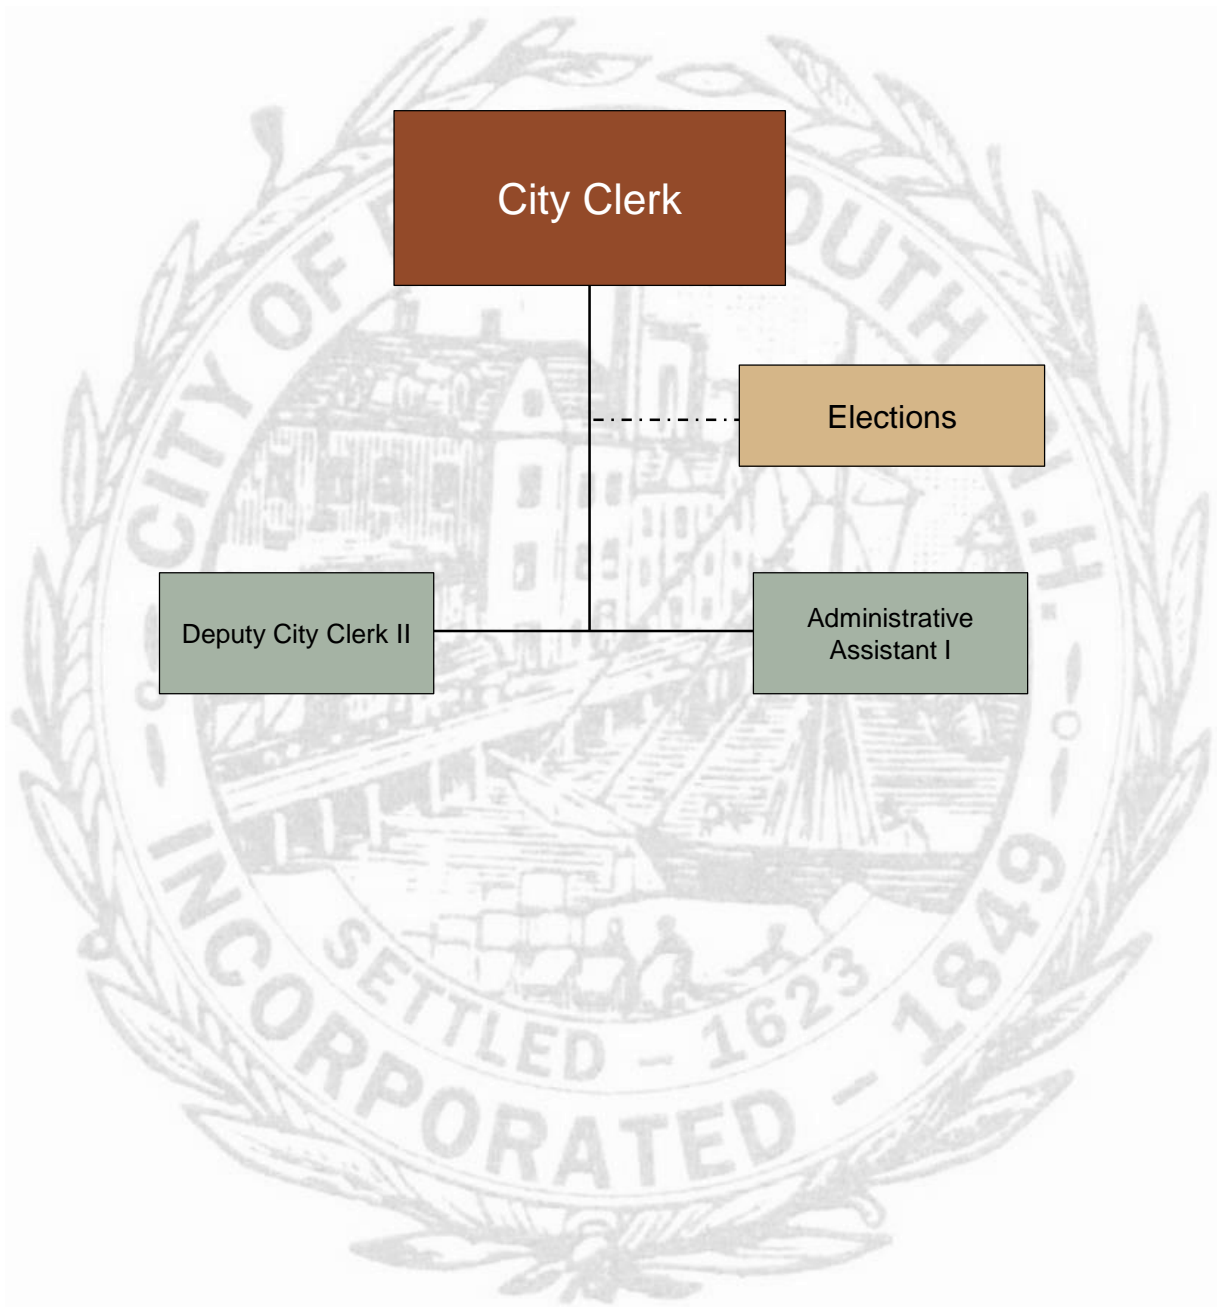 City Clerk
Elections
Deputy City Clerk II
Administrative
Assistant I
CITY OF
OUTH N.H.
INCORPORATED - 1849
SETTLED - 1623